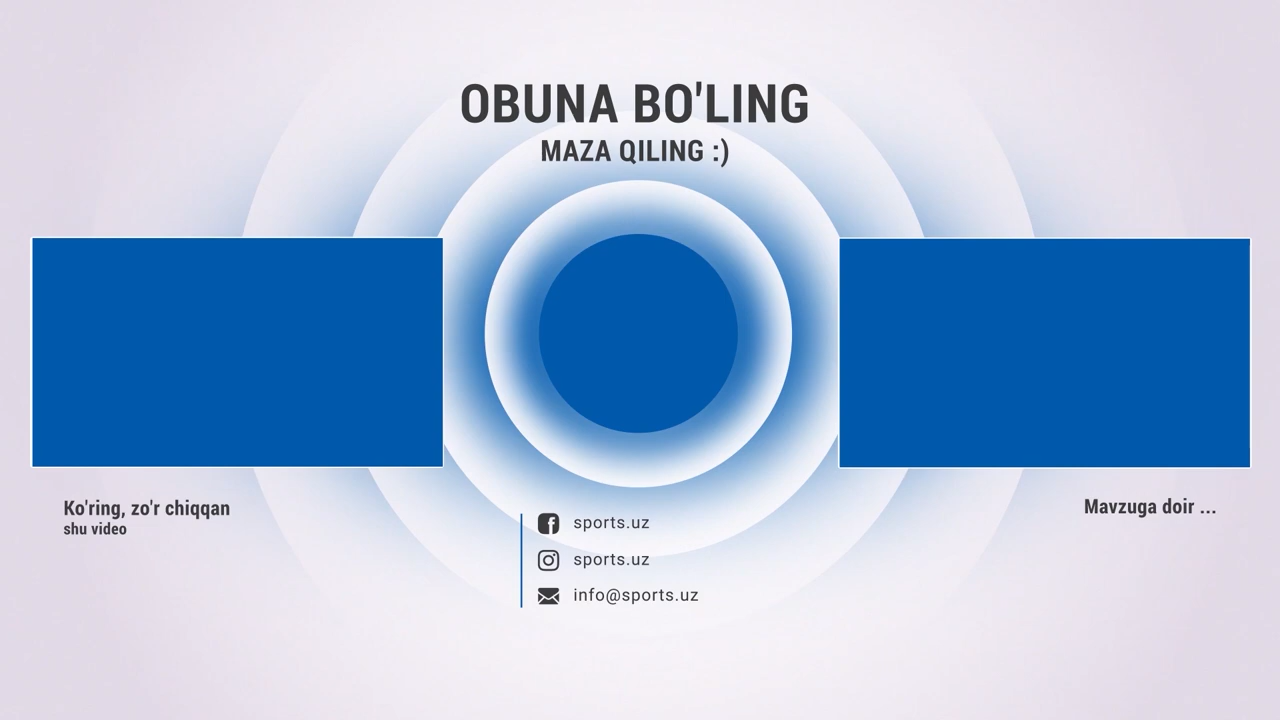 OBUNA BO'LING
MAZA QILING :)
Ko'ring, zo'r chiqqan
shu video
Mavzuga doir ...
sports.uz
sports.uz
info@sports.uz